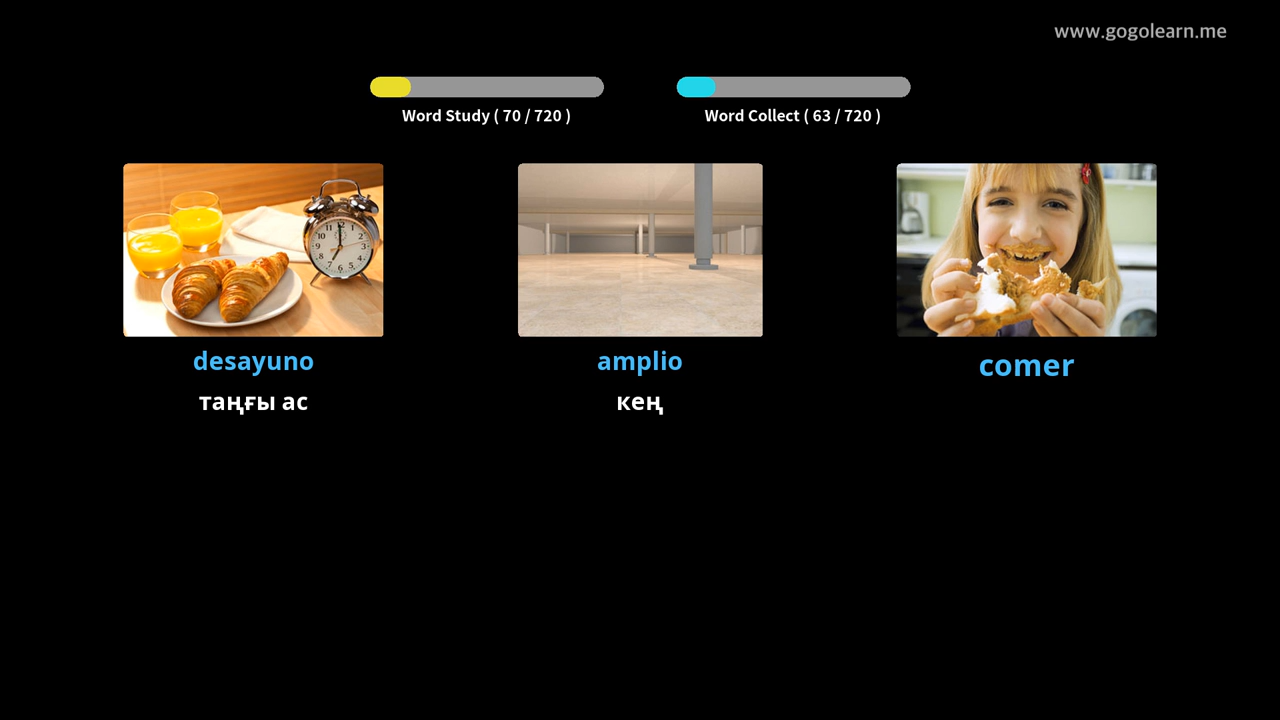 www.gogolearn.me
Word Study ( 70 / 720 )
Word Collect ( 63 / 720 )
desayuno
amplio
comer
таңғы ас
кең